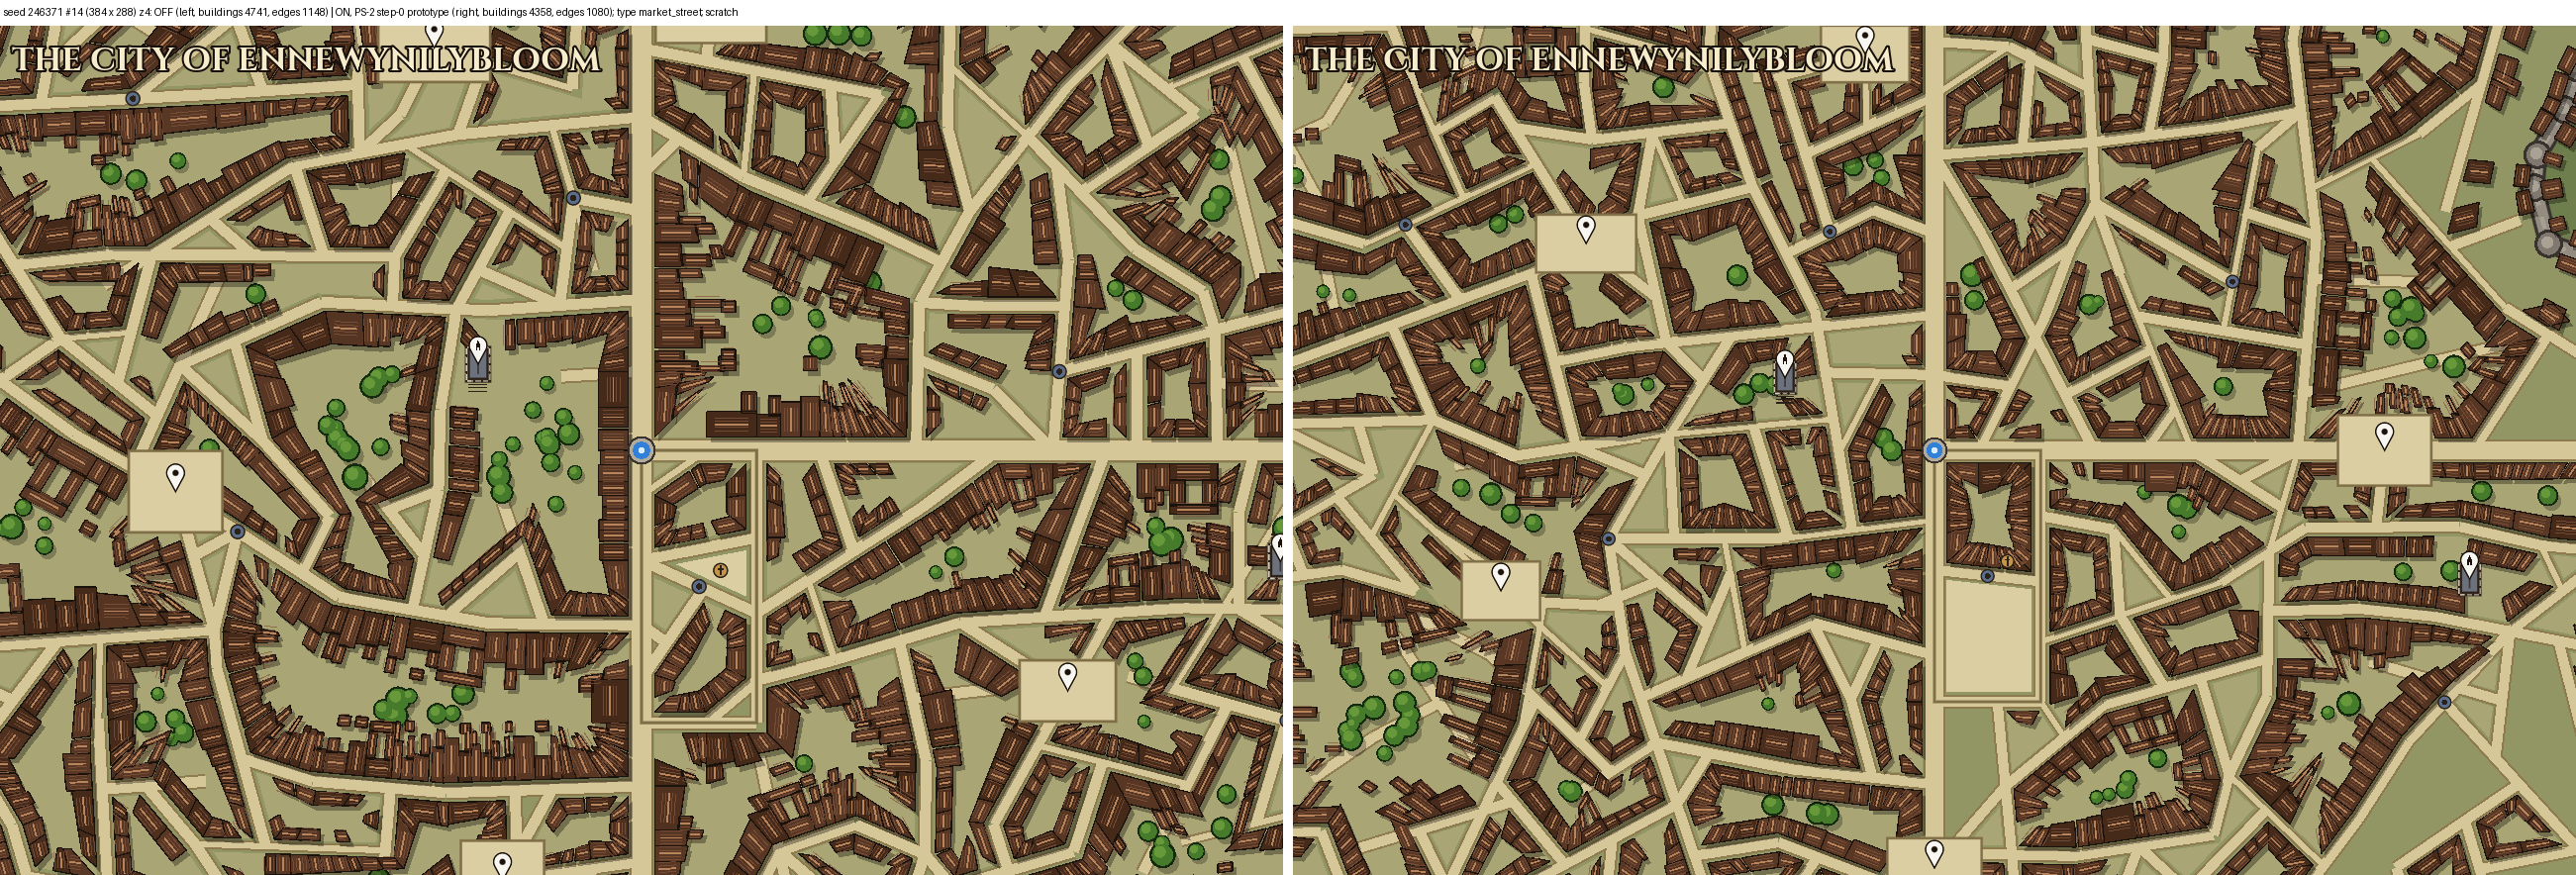 seed 246371 #14 (384 x 288) z4: OFF (left, buildings 4741, edges 1148) | ON, PS-2 step-0 prototype (right, buildings 4358, edges 1080); type market_street; scratch
THE CITY OF ENNEWYNILYBLOOM THE CITY OF ENNEWYNILYBLOOM